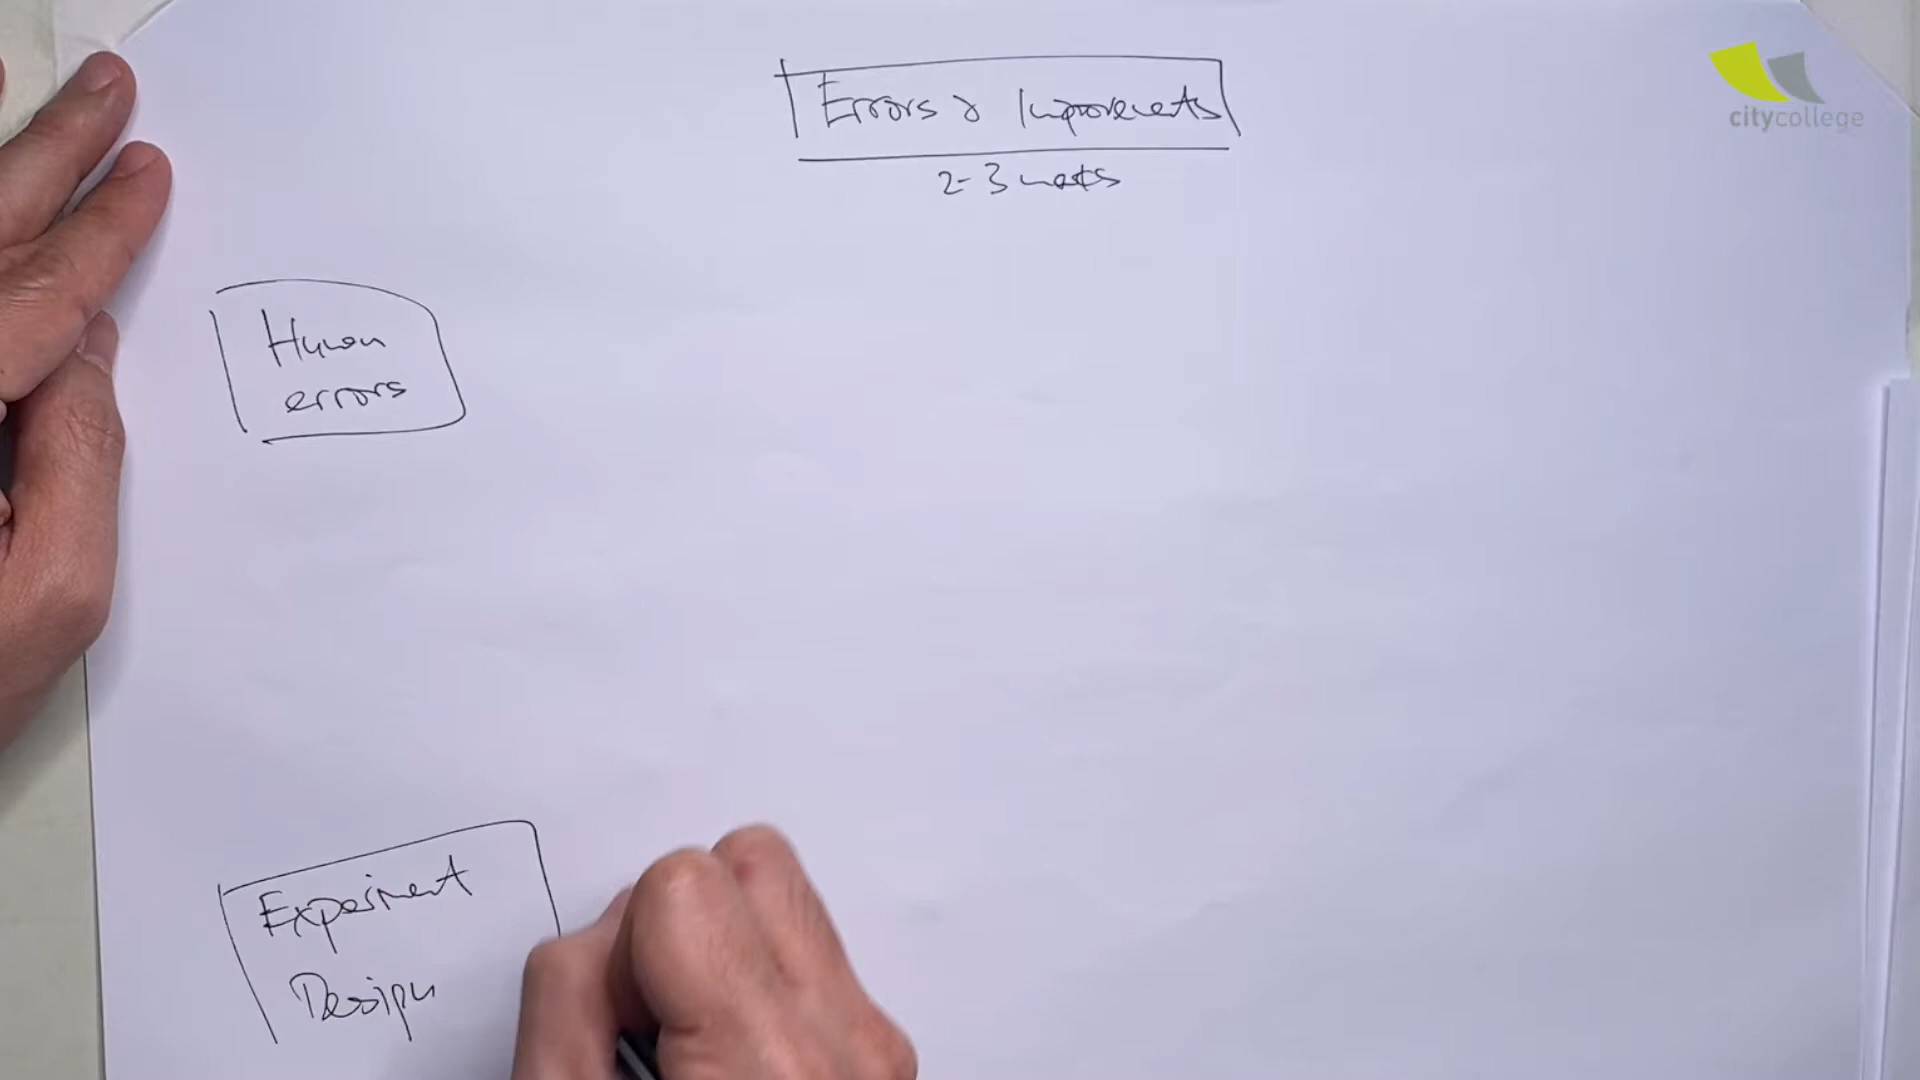 Errors & Improvements
2-3 marks
citycollege
Human
errors
Experiment
Design